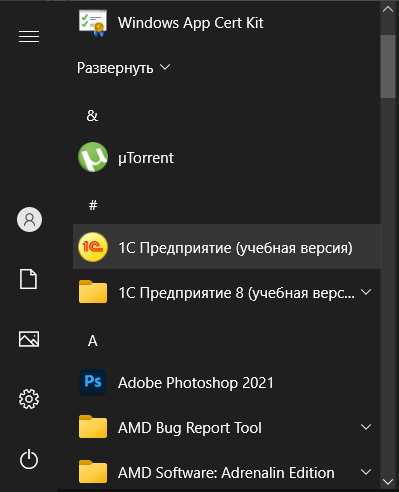 Windows App Cert Kit
Развернуть
&
µTorrent
#
1С Предприятие (учебная версия)
1С Предприятие 8 (учебная верс...
A
Adobe Photoshop 2021
AMD Bug Report Tool
AMD Software: Adrenalin Edition